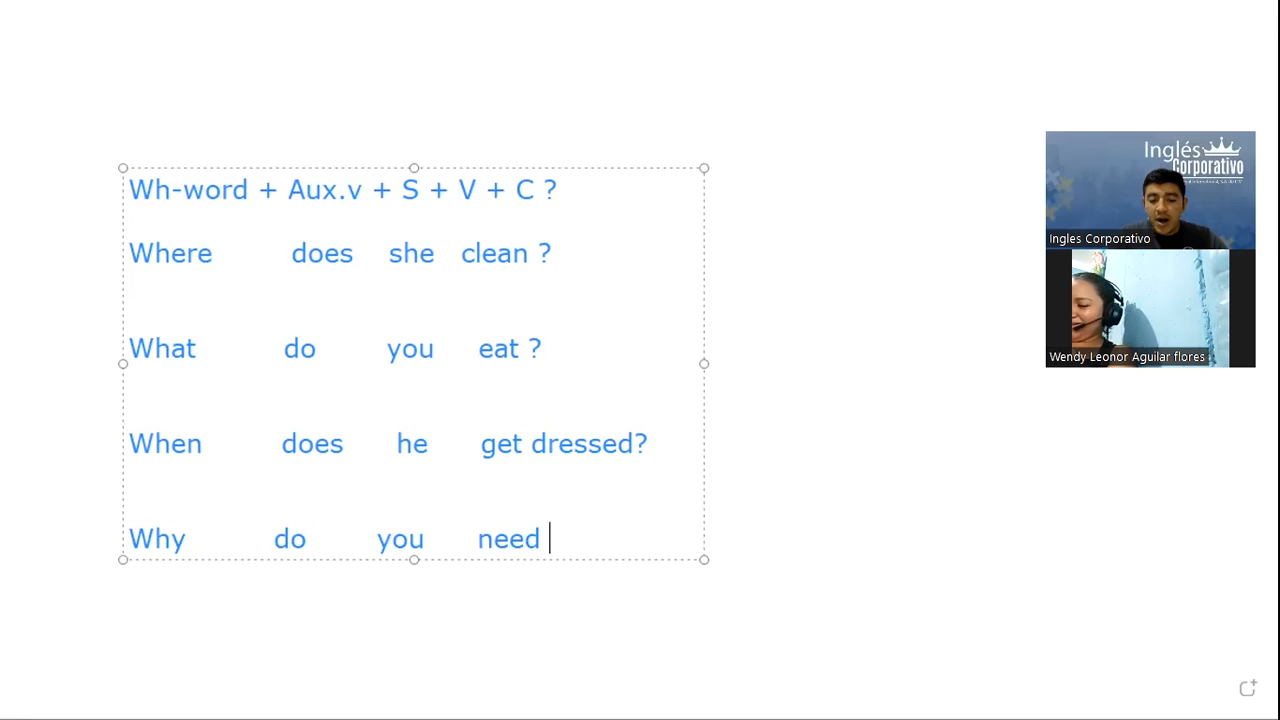 Wh-word + Aux.v + S + V + C ?
Where does she clean ?
What do you eat ?
When does he get dressed?
Why do you need
Inglés
Corporativo
Ingles Corporativo
Wendy Leonor Aguilar flores